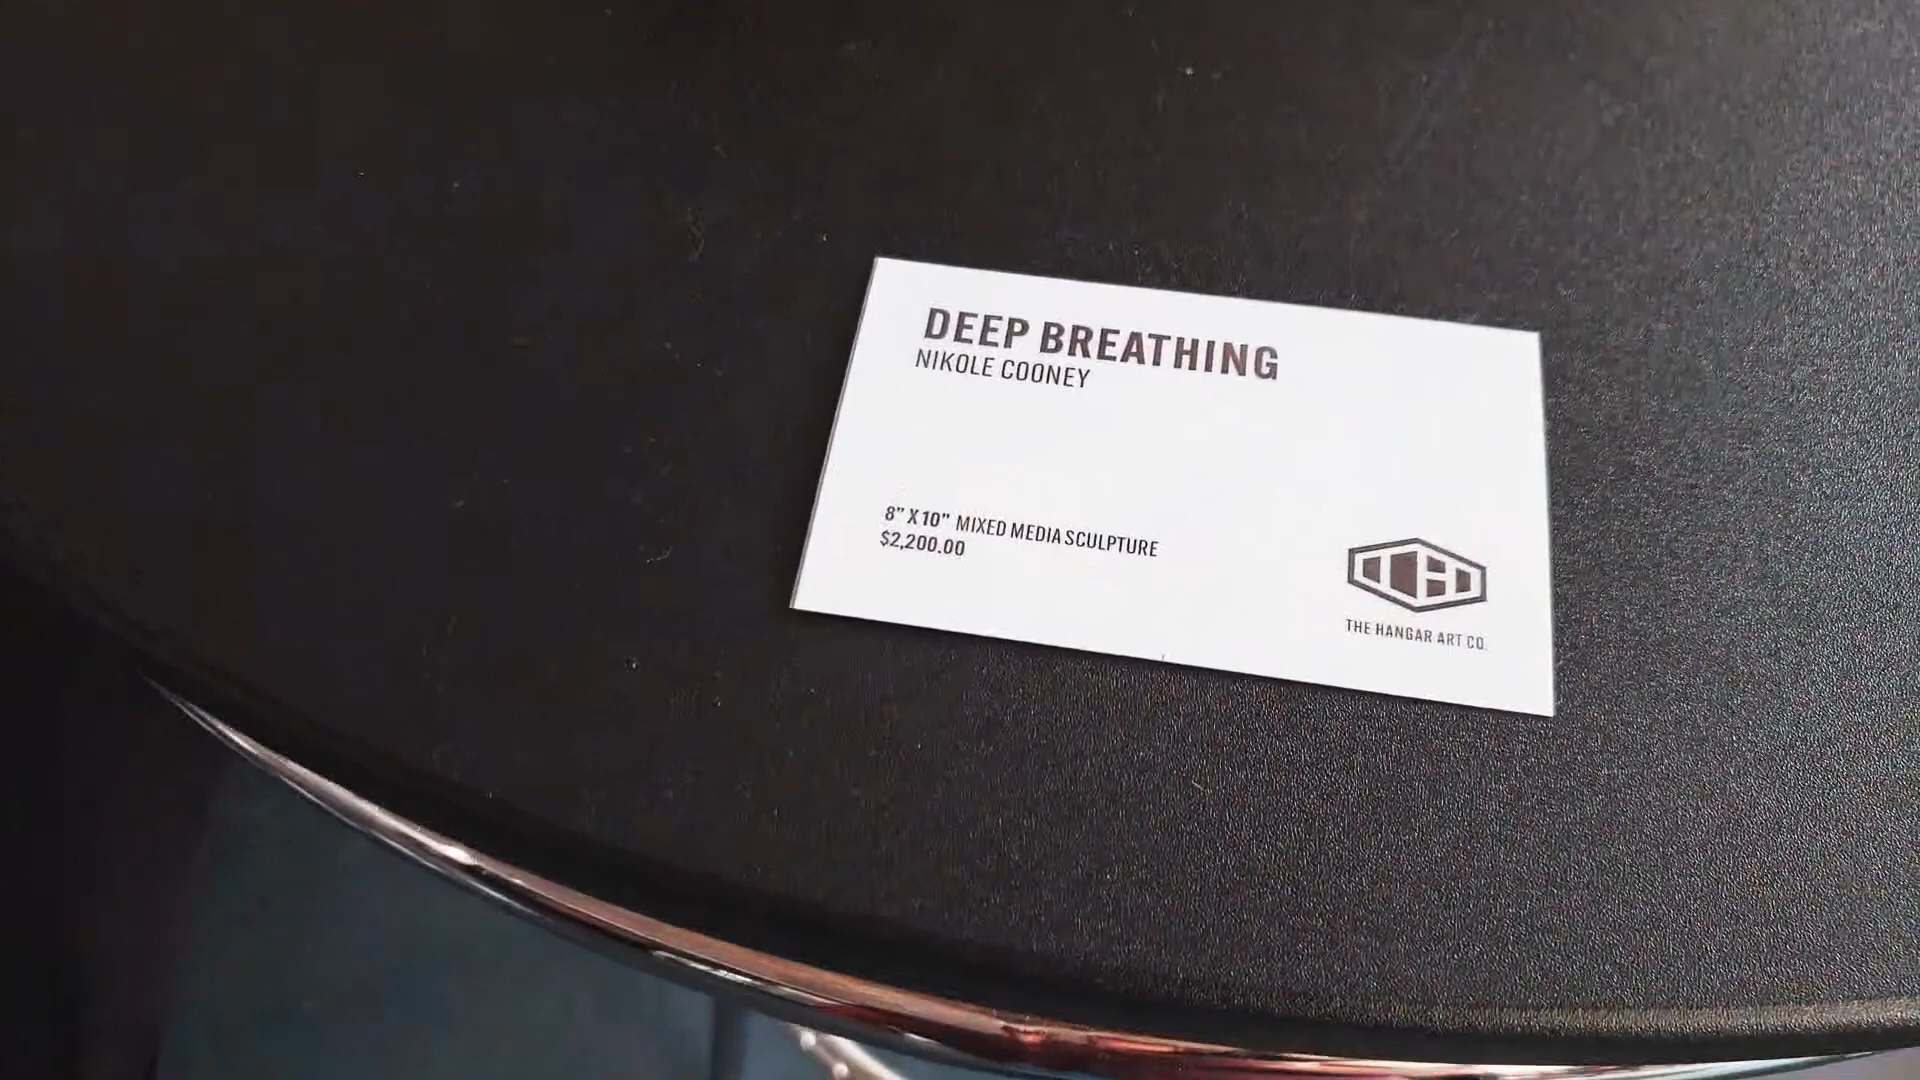 DEEP BREATHING
NIKOLE COONEY
8" X 10" MIXED MEDIA SCULPTURE
$2,200.00
THE HANGAR ART CO.